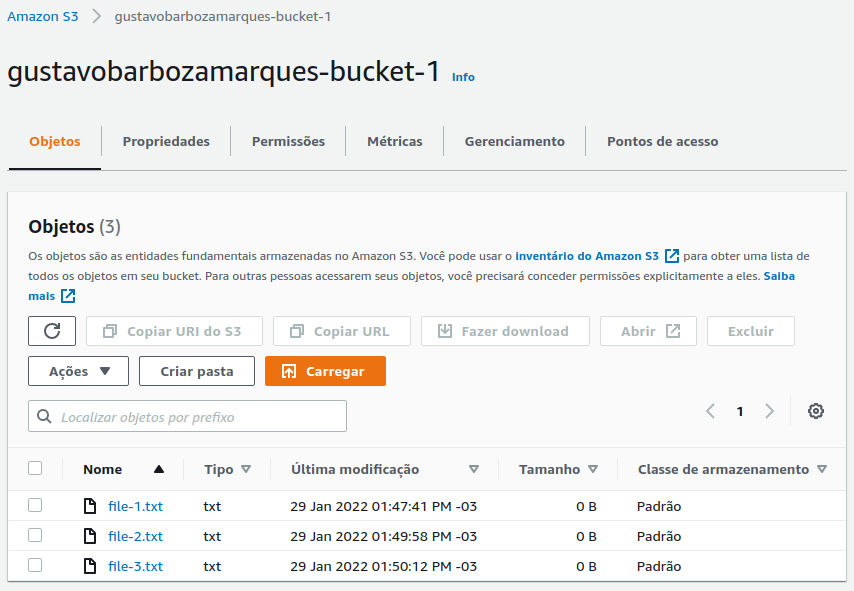 Amazon S3 > gustavobarbozamarques-bucket-1
gustavobarbozamarques-bucket-1 Info
Objetos Propriedades Permissões Métricas Gerenciamento Pontos de acesso
Objetos (3)
Os objetos são as entidades fundamentais armazenadas no Amazon S3. Você pode usar o inventário do Amazon S3 para obter uma lista de
todos os objetos em seu bucket. Para outras pessoas acessarem seus objetos, você precisará conceder permissões explicitamente a eles. Saiba
mais
Copiar URI do S3 Copiar URL Fazer download Abrir Excluir
Ações Criar pasta Carregar
Localizar objetos por prefixo 1
Nome Tipo Última modificação Tamanho Classe de armazenamento
file-1.txt txt 29 Jan 2022 01:47:41 PM -03 0 B Padrão
file-2.txt txt 29 Jan 2022 01:49:58 PM -03 0 B Padrão
file-3.txt txt 29 Jan 2022 01:50:12 PM -03 0 B Padrão